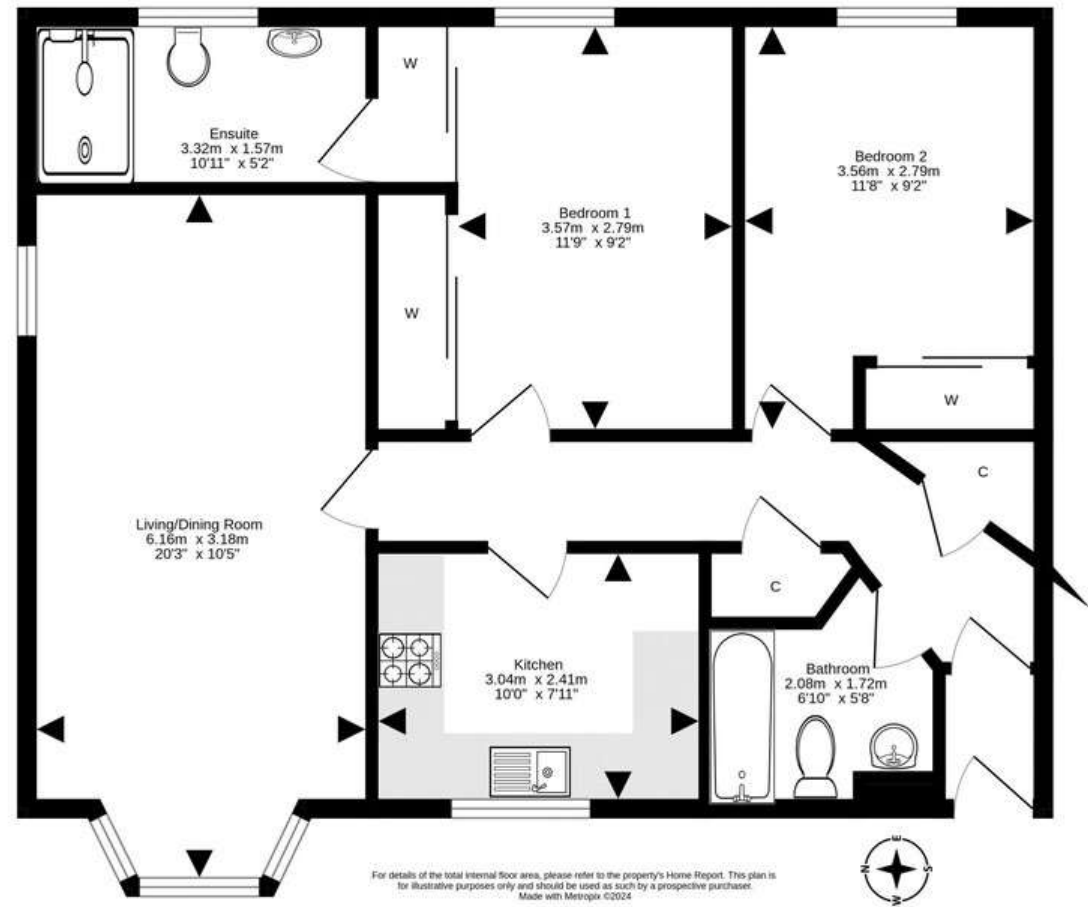 W
Ensuite
3.32m x 1.57m
10'11" x 5'2"
Bedroom 2
3.56m x 2.79m
11'8" x 9'2"
Bedroom 1
3.57m x 2.79m
11'9" x 9'2"
W
W
C
Living/Dining Room
6.16m x 3.18m
20'3" x 10'5"
C
Kitchen
3.04m x 2.41m
10'0" x 7'11"
Bathroom
2.08m x 1.72m
6'10" x 5'8"
E
N
S
W
For details of the total internal floor area, please refer to the property's Home Report. This plan is
for illustrative purposes only and should be used as such by a prospective purchaser.
Made with Metropix ©2024